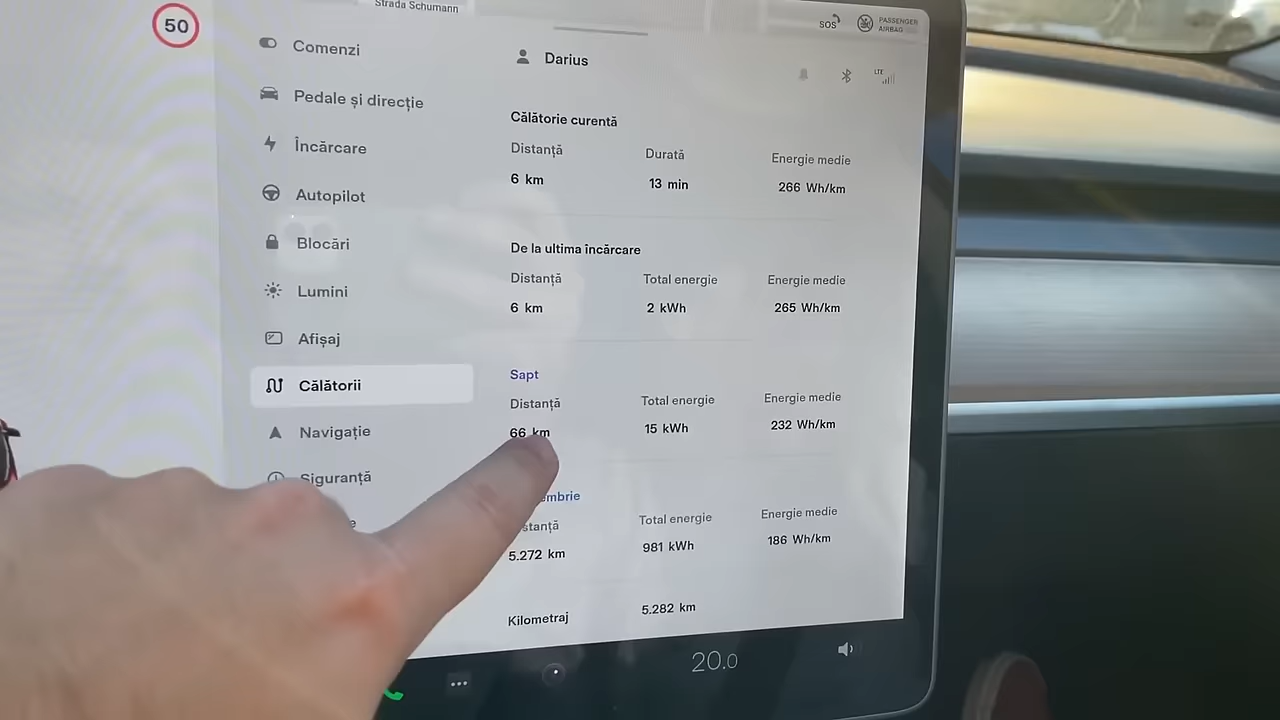 Strada Schumann
50
SOS
PASSENGER
AIRBAG
Comenzi
Darius
LTE
Pedale și direcție
Încărcare
Autopilot
Blocări
Lumini
Afișaj
Călătorii
Navigație
Siguranță
Călătorie curentă
Distanță Durată Energie medie
6 km 13 min 266 Wh/km
De la ultima încărcare
Distanță Total energie Energie medie
6 km 2 kWh 265 Wh/km
Sapt
Distanță Total energie Energie medie
66 km 15 kWh 232 Wh/km
embrie
stanță Total energie Energie medie
5.272 km 981 kWh 186 Wh/km
Kilometraj 5.282 km
20.0